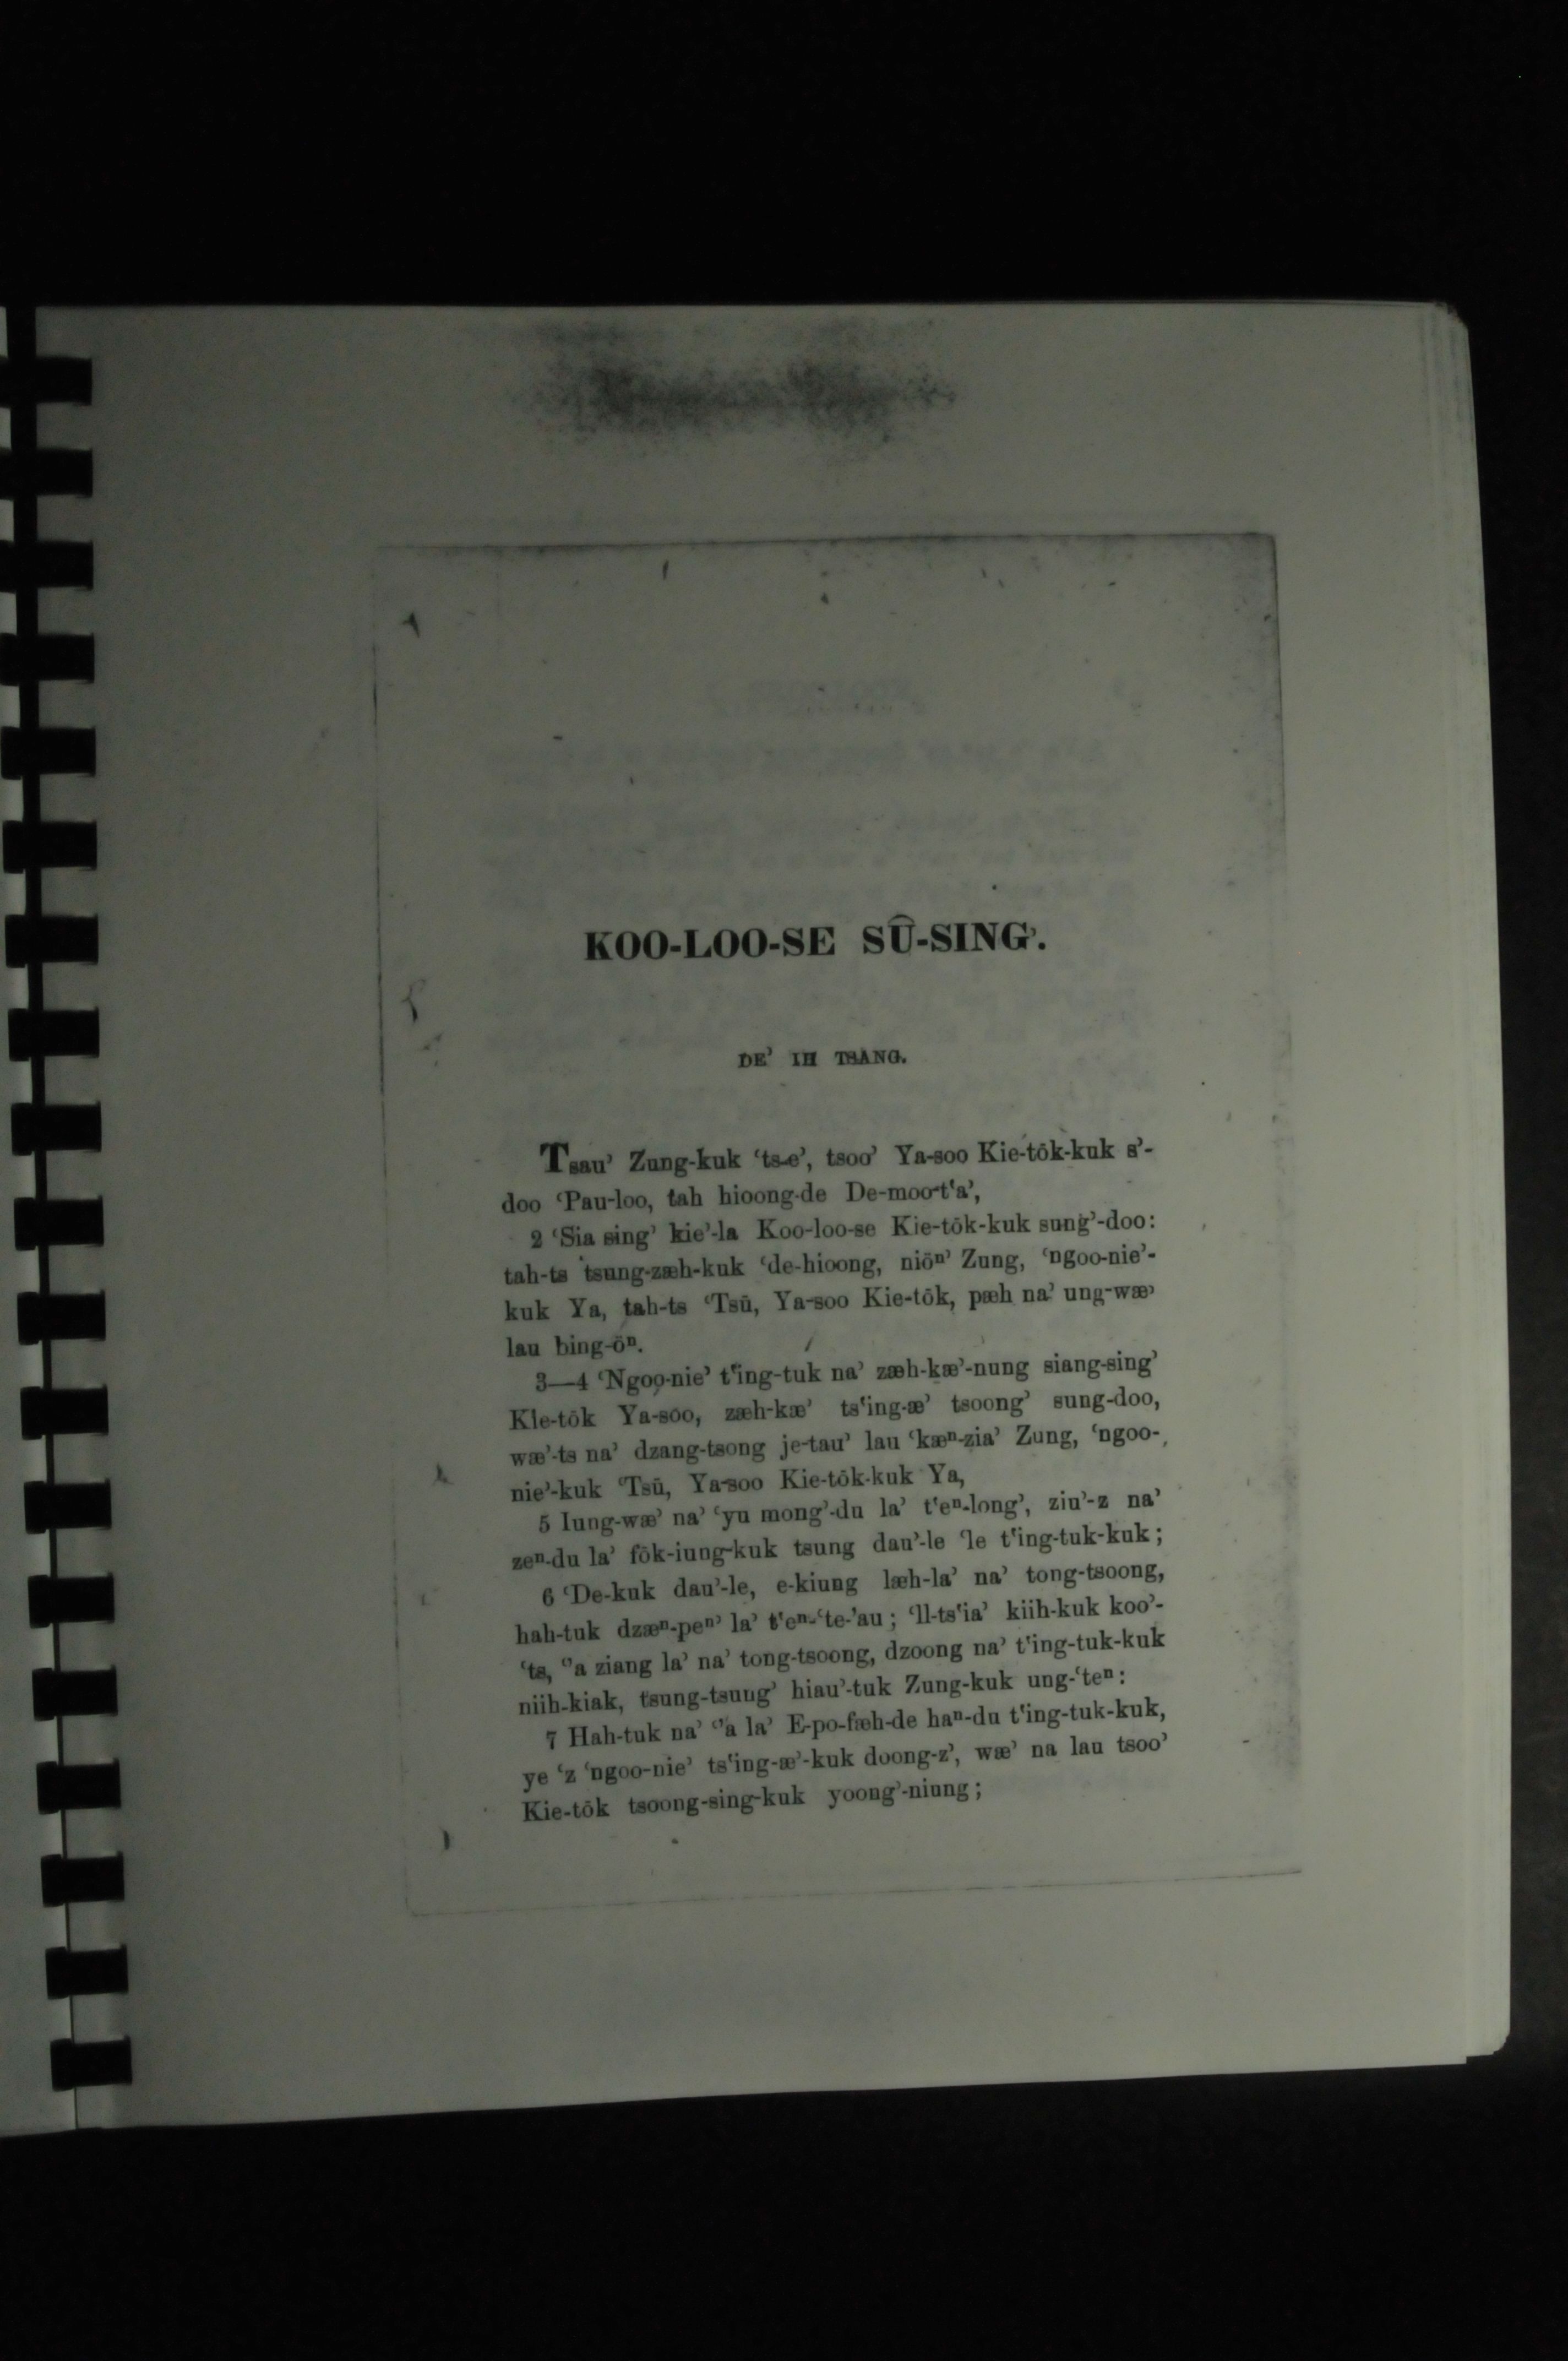 KOO-LOO-SE SÛ-SING’.
DE’ IH TSANG.
Tsau’ Zung-kuk ‘ts-e’, tsoo’ Ya-soo Kie-tōk-kuk s’-
doo ‘Pau-loo, tah hioong-de De-moo-t‘a’,
2 ‘Sia sing’ kie’-la Koo-loo-se Kie-tōk-kuk sung’-doo:
tah-ts tsung-zæh-kuk ‘de-hioong, niöⁿ’ Zung, ‘ngoo-nie’-
kuk Ya, tah-ts ‘Tsū, Ya-soo Kie-tōk, pæh na’ ung-wæ’
lau bing-öⁿ.
3—4 ‘Ngoo-nie’ t‘ing-tuk na’ zæh-kæ’-nung siang-sing’
Kie-tōk Ya-soo, zæh-kæ’ ts‘ing-æ’ tsoong’ sung-doo,
wæ’-ts na’ dzang-tsong je-tau’ lau ‘kæⁿ-zia’ Zung, ‘ngoo-
nie’-kuk ‘Tsū, Ya-soo Kie-tōk-kuk Ya,
5 Iung-wæ’ na’ ‘yu mong’-du la’ t‘eⁿ-long’, ziu’-z na’
zeⁿ-du la’ fōk-iung-kuk tsung dau’-le ‘le t‘ing-tuk-kuk;
6 ‘De-kuk dau’-le, e-kiung læh-la’ na’ tong-tsoong,
hah-tuk dzæⁿ-peⁿ’ la’ t‘eⁿ-‘te-’au; ‘ll-ts‘ia’ kiih-kuk koo’-
‘ts, ‘’a ziang la’ na’ tong-tsoong, dzoong na’ t‘ing-tuk-kuk
niih-kiak, tsung-tsung’ hiau’-tuk Zung-kuk ung-‘teⁿ:
7 Hah-tuk na’ ‘’a la’ E-po-fæh-de haⁿ-du t‘ing-tuk-kuk,
ye ‘z ‘ngoo-nie’ ts‘ing-æ’-kuk doong-z’, wæ’ na lau tsoo’
Kie-tōk tsoong-sing-kuk yoong’-niung;